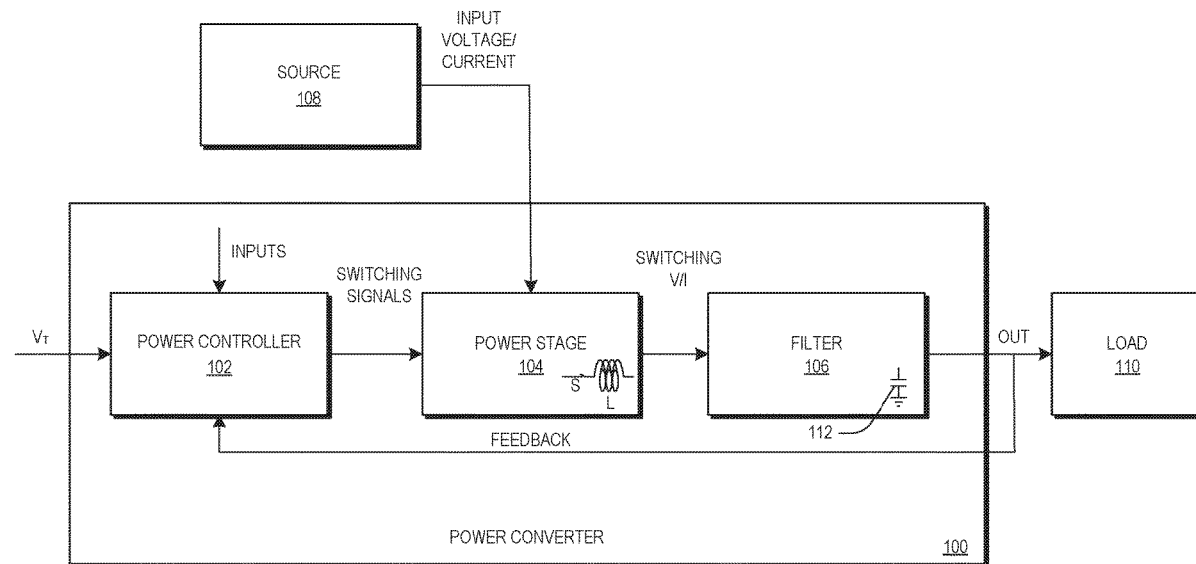 INPUT
VOLTAGE/
CURRENT
SOURCE
108
INPUTS
SWITCHING
SIGNALS
SWITCHING
V/I
VT
POWER CONTROLLER
102
POWER STAGE
104
S
L
FILTER
106
112
OUT
LOAD
110
FEEDBACK
POWER CONVERTER
100